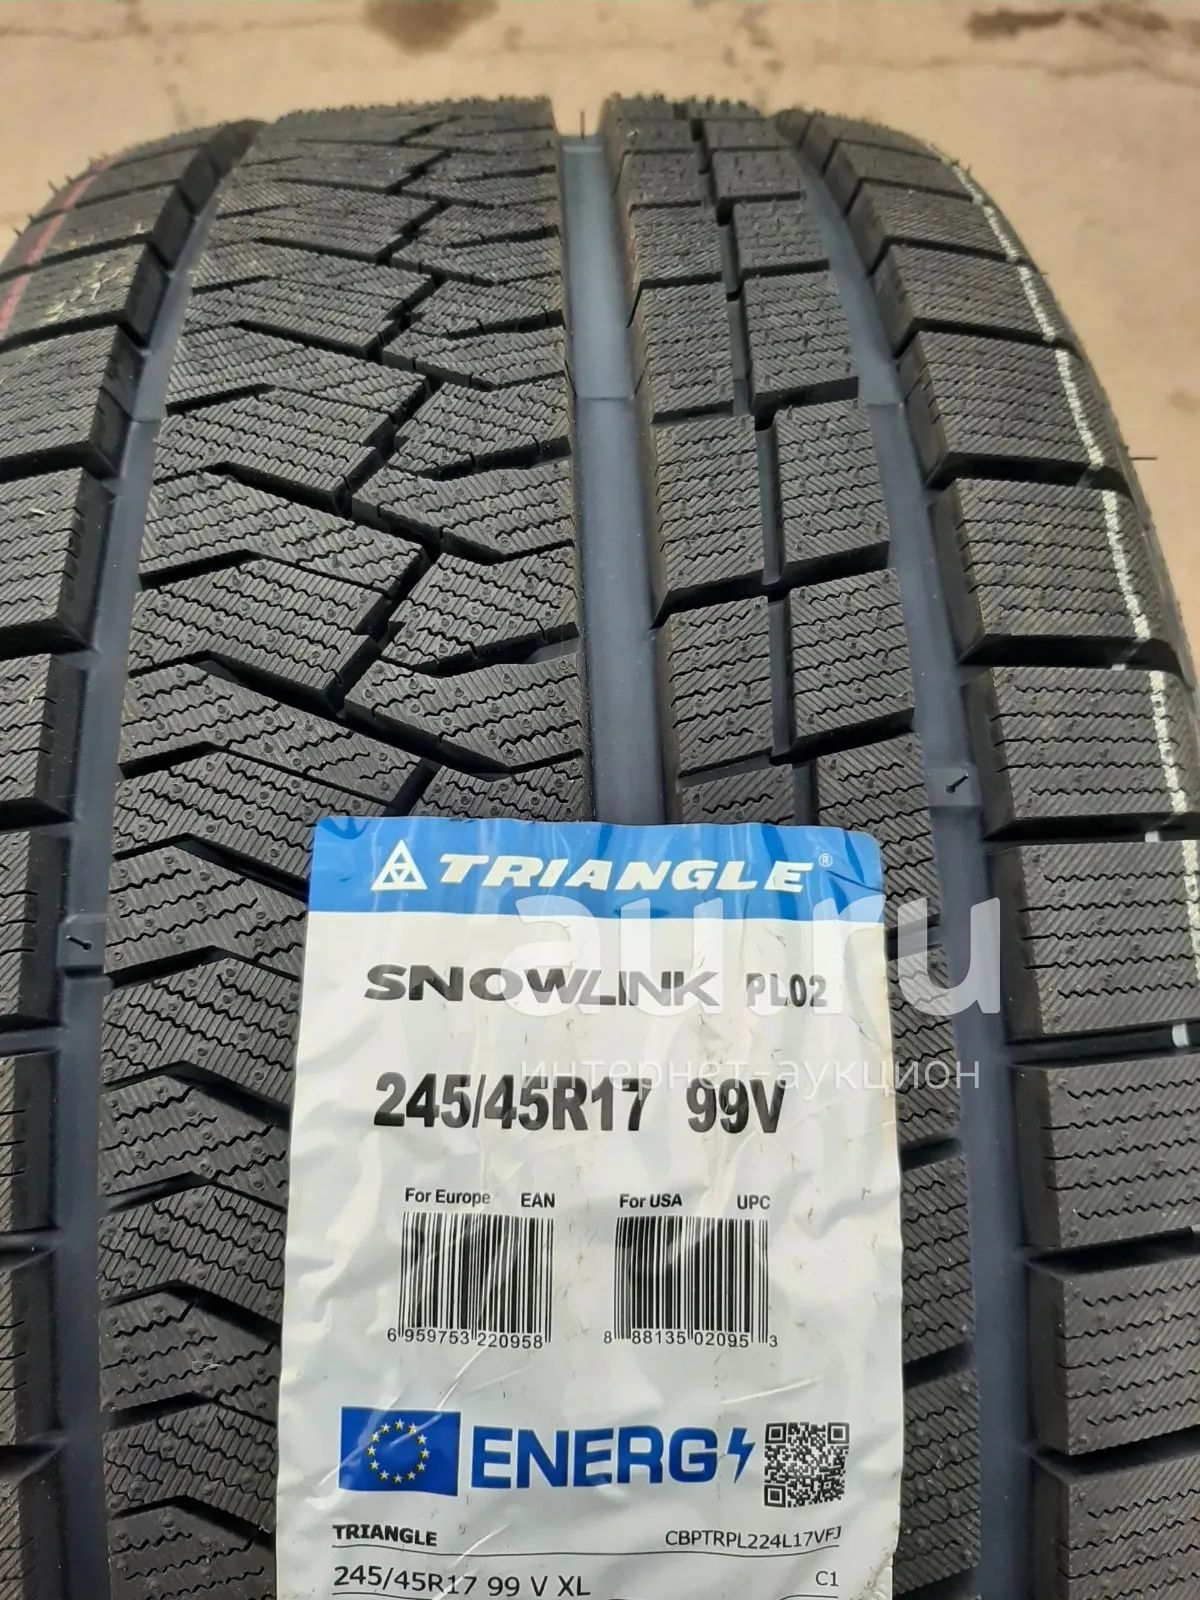 TRIANGLE®
SNOWLINK PL02
au.ru
интернет-аукцион
245/45R17 99V
For Europe EAN For USA UPC
6 959753 220958 8 88135 02095 3
ENERG
TRIANGLE CBPTRPL224L17VFJ
245/45R17 99 V XL C1